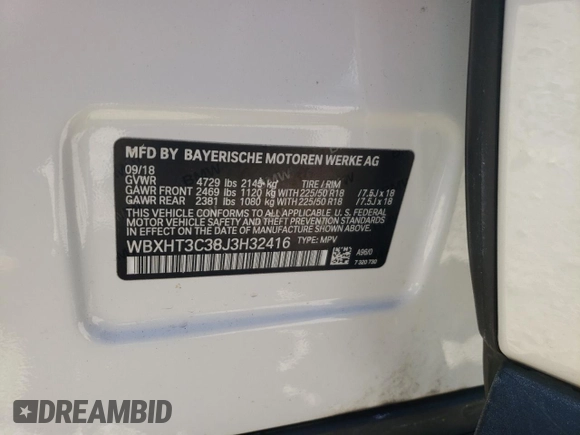 MFD BY BAYERISCHE MOTOREN WERKE AG
09/18
GVWR 4729 lbs 2145 kg TIRE / RIM
GAWR FRONT 2469 lbs 1120 kg WITH 225/50 R18 /7.5J x 18
GAWR REAR 2381 lbs 1080 kg WITH 225/50 R18 /7.5J x 18
THIS VEHICLE CONFORMS TO ALL APPLICABLE U.S. FEDERAL
MOTOR VEHICLE SAFETY AND THEFT PREVENTION STANDARDS
IN EFFECT ON THE DATE OF MANUFACTURE SHOWN ABOVE.
WBXHT3C38J3H32416 TYPE: MPV
A96/0
7 320 730
DREAMBID